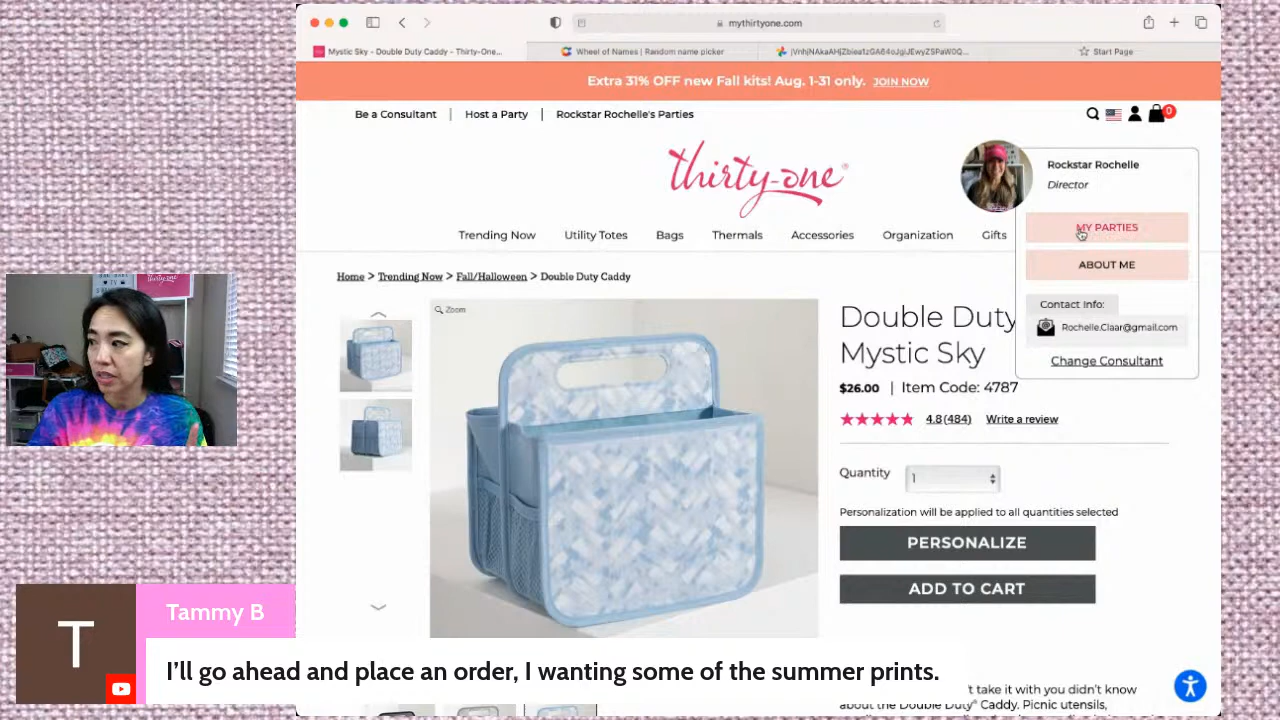 mythirtyone.com
Mystic Sky - Double Duty Caddy - Thirty-One...
Wheel of Names | Random name picker
Start Page
Extra 31% OFF new Fall kits! Aug. 1-31 only. JOIN NOW
Be a Consultant | Host a Party | Rockstar Rochelle's Parties
0
thirty-one®
Rockstar Rochelle
Director
MY PARTIES
ABOUT ME
Contact Info:
Rochelle.Claar@gmail.com
Change Consultant
Trending Now Utility Totes Bags Thermals Accessories Organization Gifts
Home > Trending Now > Fall/Halloween > Double Duty Caddy
Zoom
Double Duty
Mystic Sky
$26.00 | Item Code: 4787
4.8 (484) Write a review
Quantity 1
Personalization will be applied to all quantities selected
PERSONALIZE
ADD TO CART
T
Tammy B
I'll go ahead and place an order, I wanting some of the summer prints.
't take it with you didn't know
about the Double Duty® Caddy. Picnic utensils,